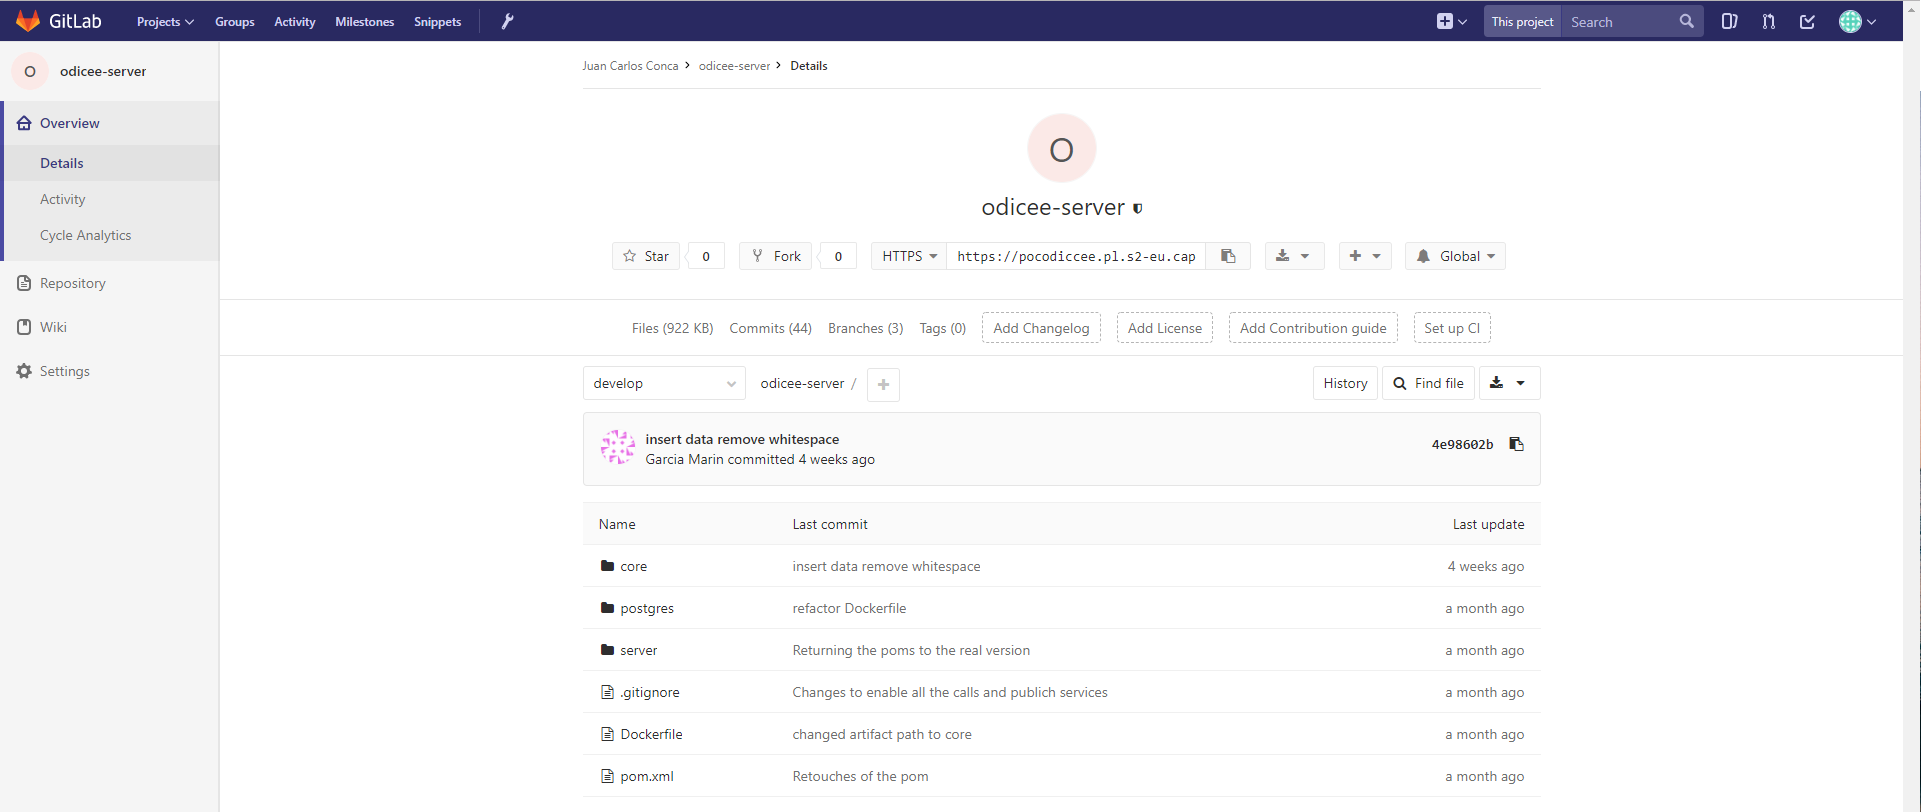 GitLab Projects Groups Activity Milestones Snippets This project Search
O odicee-server
Juan Carlos Conca odicee-server Details
Overview
Details
Activity
Cycle Analytics
Repository
Wiki
Settings
O
odicee-server
Star 0 Fork 0 HTTPS https://pocodiccee.pl.s2-eu.cap Global
Files (922 KB) Commits (44) Branches (3) Tags (0) Add Changelog Add License Add Contribution guide Set up CI
develop odicee-server / History Find file
insert data remove whitespace
Garcia Marin committed 4 weeks ago
4e98602b
Name Last commit Last update
core insert data remove whitespace 4 weeks ago
postgres refactor Dockerfile a month ago
server Returning the poms to the real version a month ago
.gitignore Changes to enable all the calls and publich services a month ago
Dockerfile changed artifact path to core a month ago
pom.xml Retouches of the pom a month ago